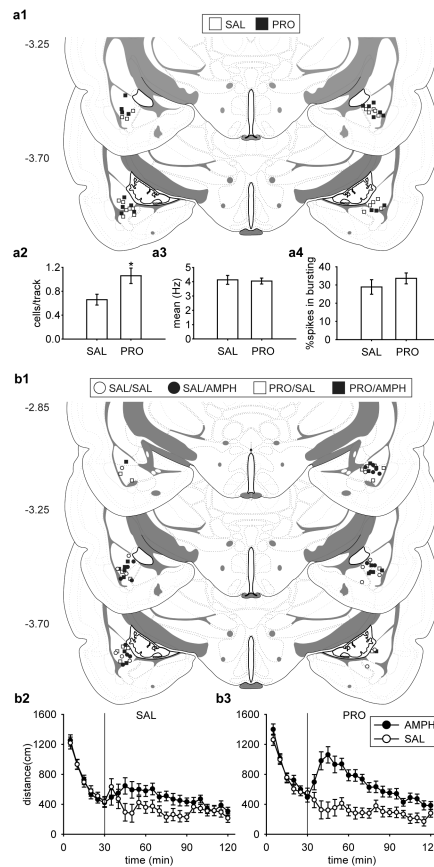 a1
SAL PRO
-3.25
-3.70
a2 a3 a4
cells/track
1.2
0.8
0.4
0.0
SAL PRO
*
mean (Hz)
5
4
3
2
1
0
SAL PRO
%spikes in bursting
40
30
20
10
0
SAL PRO
b1
SAL/SAL SAL/AMPH PRO/SAL PRO/AMPH
-2.85
-3.25
-3.70
b2 SAL
distance(cm)
1600
1200
800
400
0
0 30 60 90 120
time (min)
b3 PRO
AMPH
SAL
1600
1200
800
400
0
0 30 60 90 120
time (min)